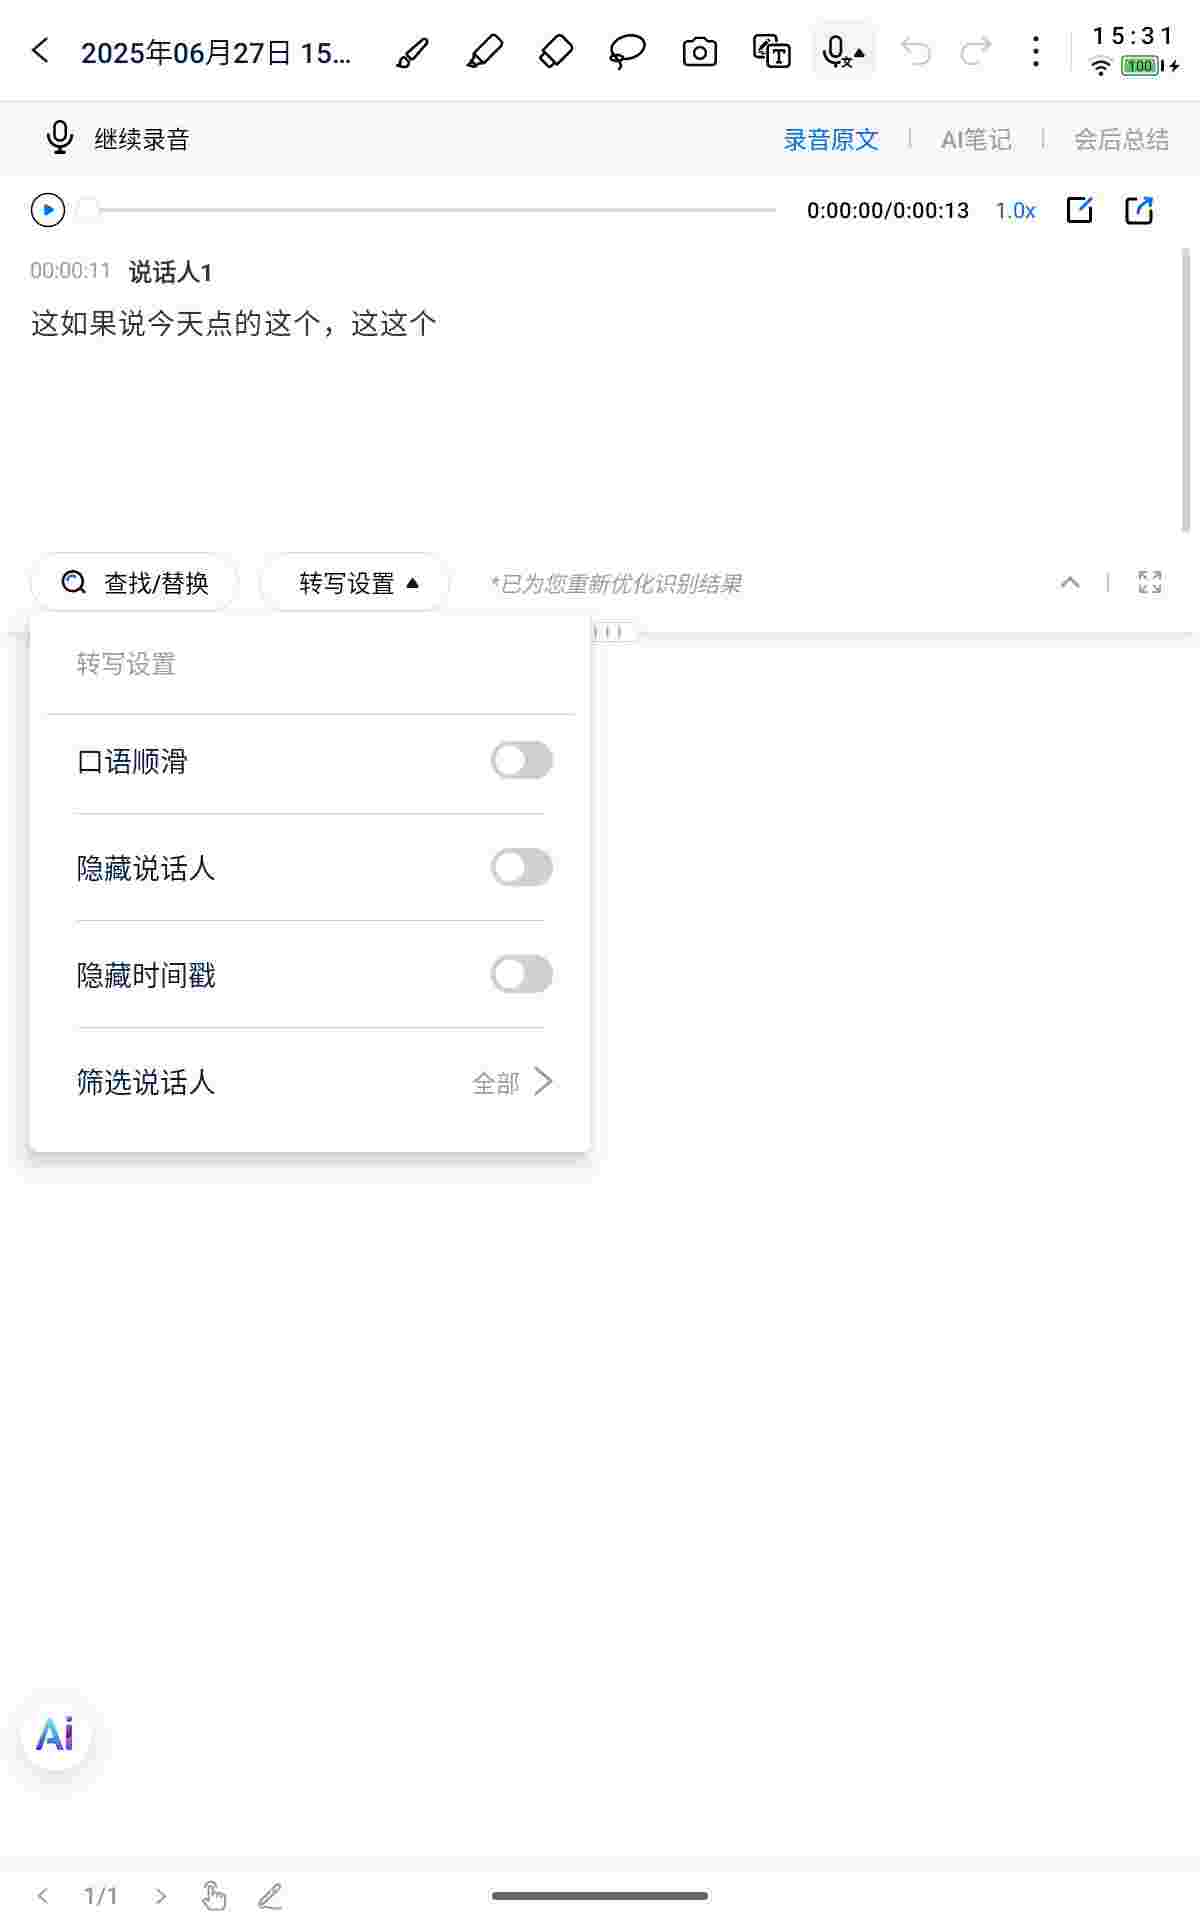 2025年06月27日 15...
15:31
100
继续录音
录音原文
AI笔记
会后总结
0:00:00/0:00:13
1.0x
00:00:11 说话人1
这如果说今天点的这个，这这个
查找/替换
转写设置
*已为您重新优化识别结果
转写设置
口语顺滑
隐藏说话人
隐藏时间戳
筛选说话人
全部
Ai
1/1